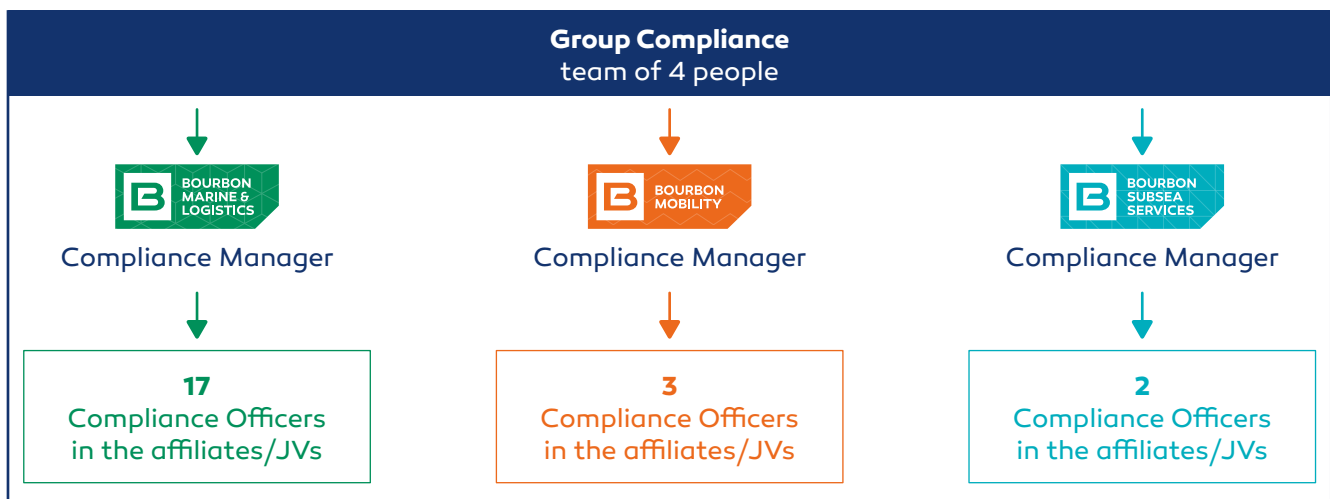 Group Compliance
team of 4 people
BOURBON
MARINE &
LOGISTICS
Compliance Manager
17
Compliance Officers
in the affiliates/JVs
BOURBON
MOBILITY
Compliance Manager
3
Compliance Officers
in the affiliates/JVs
BOURBON
SUBSEA
SERVICES
Compliance Manager
2
Compliance Officers
in the affiliates/JVs